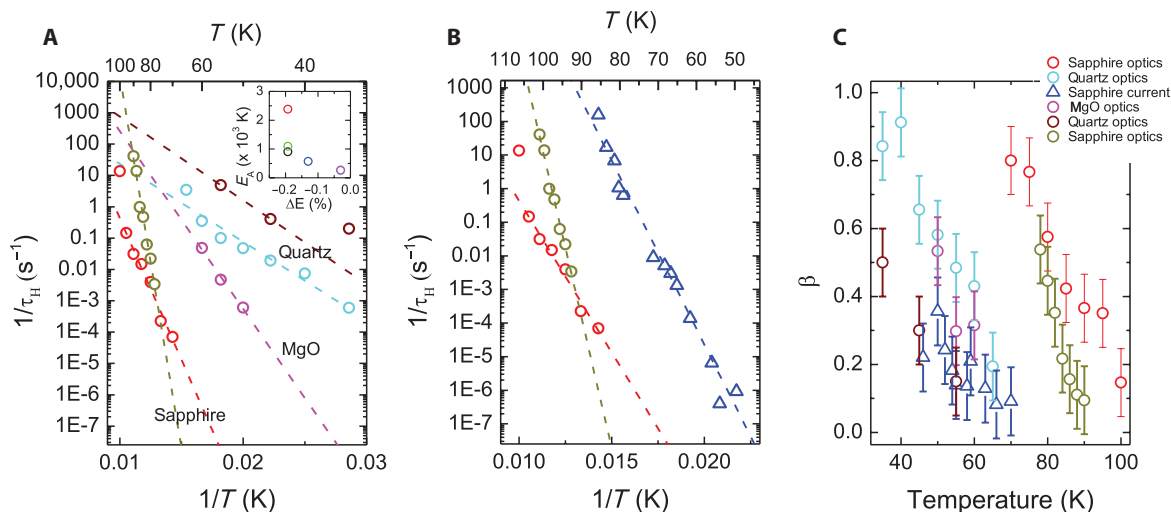 A
T (K)
100
80
60
40
10,000
1000
100
10
1
0.1
0.01
1E-3
1E-4
1E-5
1E-6
1E-7
1/τH (s⁻¹)
0.01
0.02
0.03
1/T (K)
Quartz
MgO
Sapphire
3
2
1
0
EA (x 10³ K)
-0.2
-0.1
0.0
ΔE (%)
B
T (K)
110
100
90
80
70
60
50
1000
100
10
1
0.1
0.01
1E-3
1E-4
1E-5
1E-6
1E-7
1/τH (s⁻¹)
0.010
0.015
0.020
1/T (K)
C
Sapphire optics
Quartz optics
Sapphire current
MgO optics
Quartz optics
Sapphire optics
1.0
0.8
0.6
0.4
0.2
0.0
β
40
60
80
100
Temperature (K)